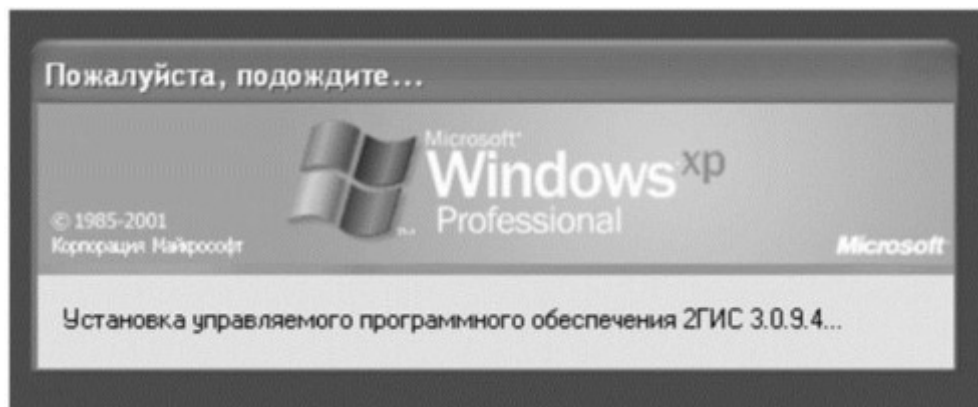 Пожалуйста, подождите...
Microsoft®
Windows xp
Professional
© 1985-2001
Корпорация Майкрософт
Microsoft
Установка управляемого программного обеспечения 2ГИС 3.0.9.4...